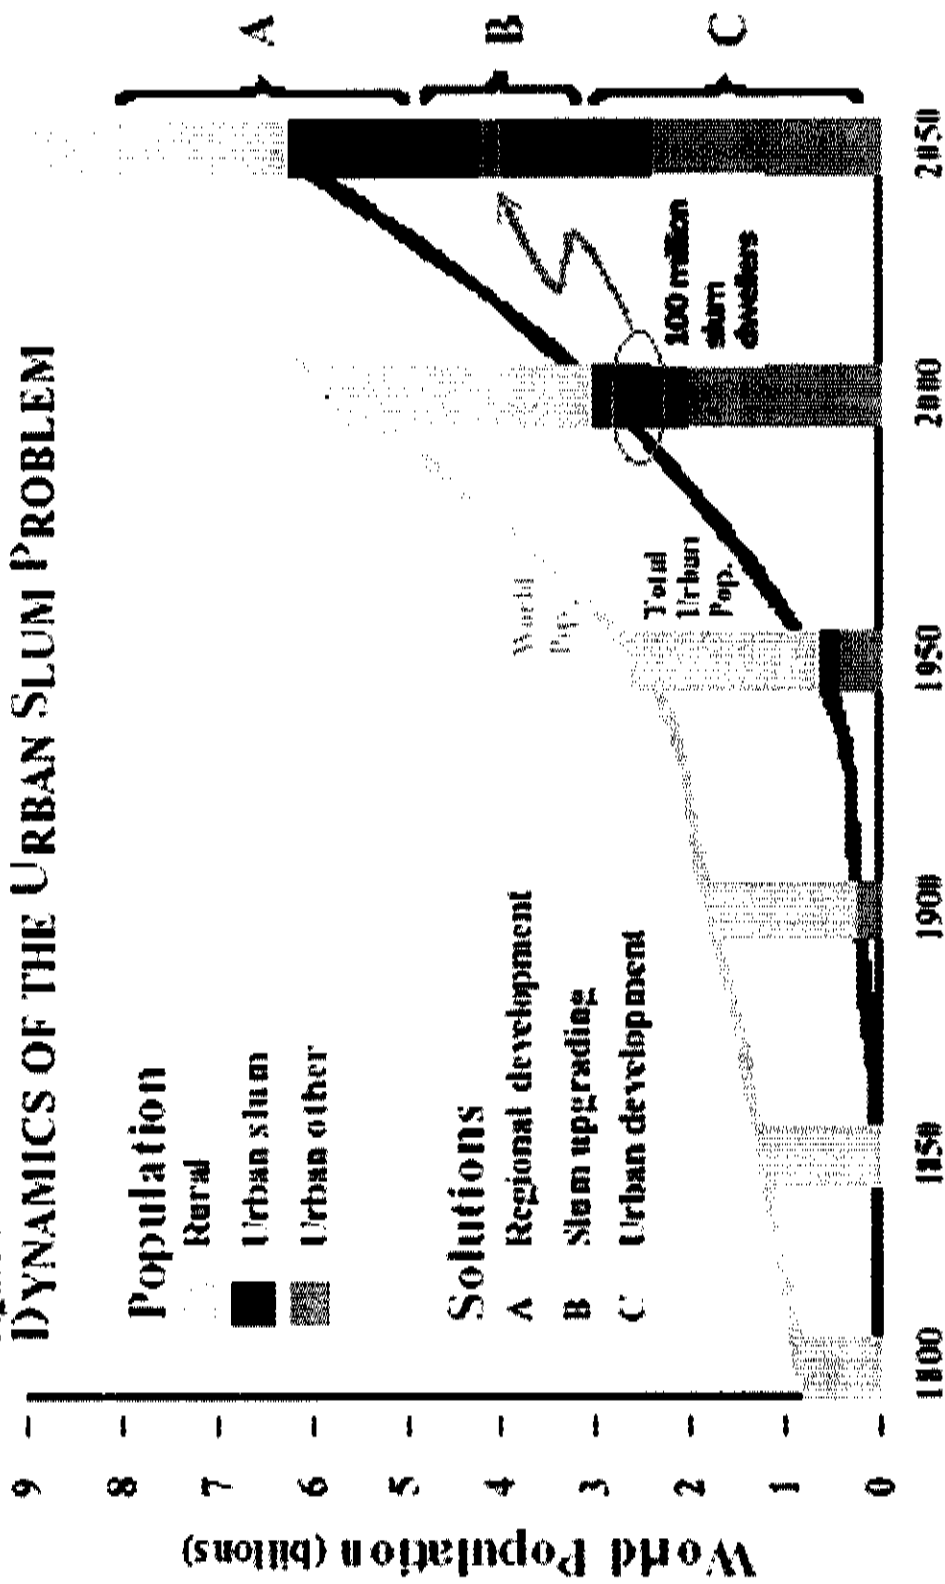 DYNAMICS OF THE URBAN SLUM PROBLEM
Population
Rural
Urban slum
Urban other
Solutions
A Regional development
B Slum upgrading
C Urban development
World Population (billions)
9
8
7
6
5
4
3
2
1
0
1800
1850
1900
1950
2000
2050
World
Pop.
Total
Urban
Pop.
100 million
slum
dwellers
A
B
C